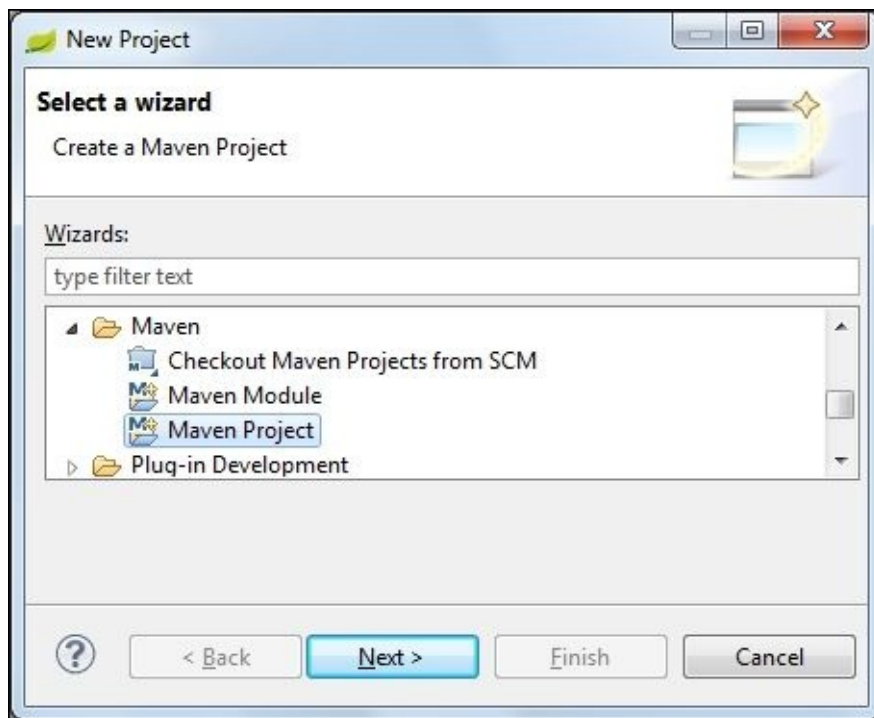 New Project
Select a wizard
Create a Maven Project
Wizards:
type filter text
Maven
Checkout Maven Projects from SCM
Maven Module
Maven Project
Plug-in Development
< Back Next > Finish Cancel